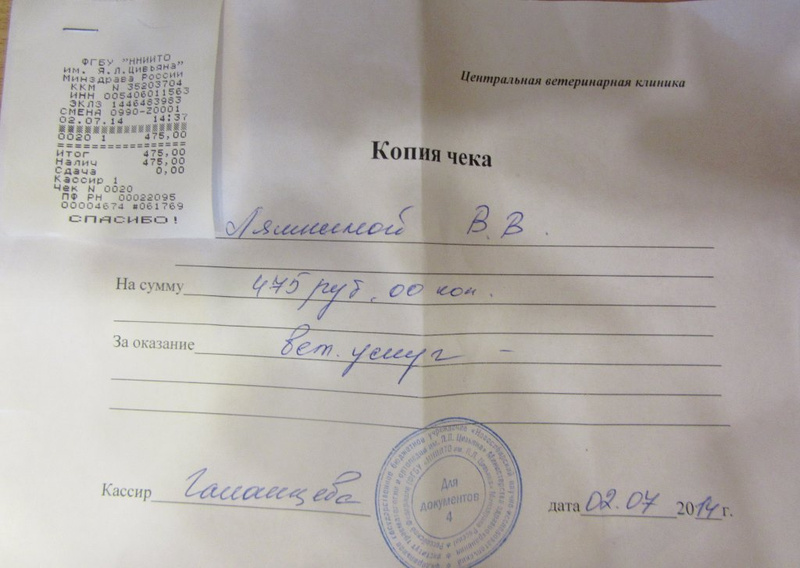 ФГБУ "ННИИТО
им. Я.Л.Цивьяна"
Минздрава России
ККМ N 35203704
ИНН 005406011563
ЭКЛЗ 1446483983
СМЕНА 0990-Z0001
02.07.14 14:37
0020 1 475,00
Итог 475,00
Налич 475,00
Сдача 0,00
Кассир 1
Чек N 0020
ПФ РН 00022095
00004674 #061769
СПАСИБО!
Центральная ветеринарная клиника
Копия чека
Лямкиной В.В.
На сумму 475 руб. 00 коп.
За оказание вет. услуг –
Кассир Галанцева
Для
документов
4
дата 02.07 2014г.